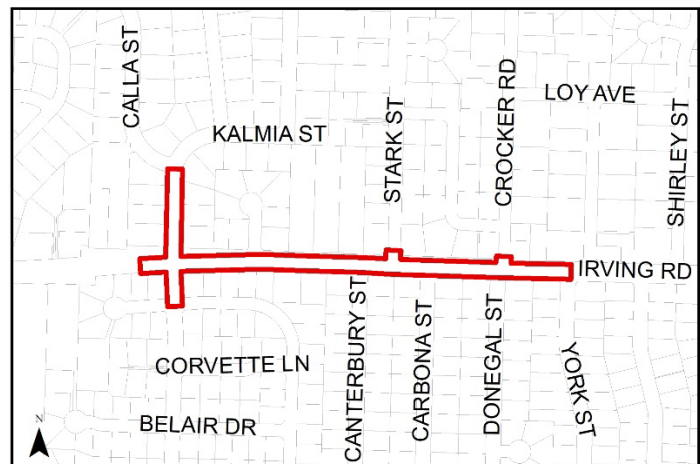 CALLA ST
KALMIA ST
STARK ST
CROCKER RD
LOY AVE
SHIRLEY ST
IRVING RD
CORVETTE LN
BELAIR DR
CANTERBURY ST
CARBONA ST
DONEGAL ST
YORK ST
N